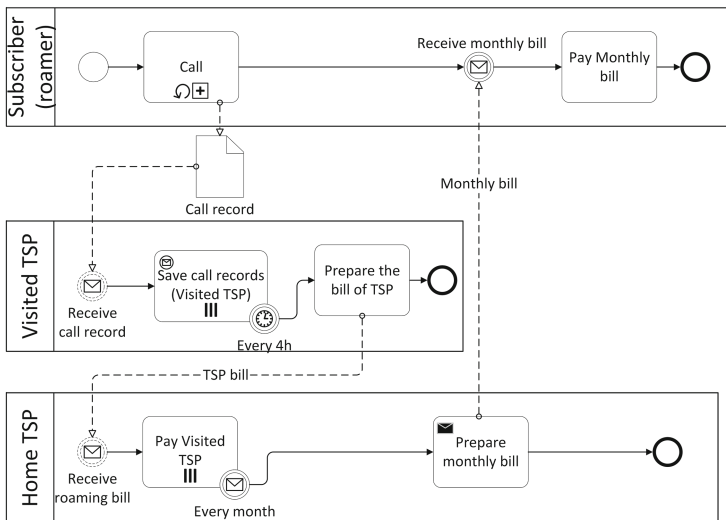 Subscriber
(roamer)
Call
Receive monthly bill
Pay Monthly
bill
Call record
Monthly bill
Visited TSP
Receive
call record
Save call records
(Visited TSP)
Every 4h
Prepare the
bill of TSP
TSP bill
Home TSP
Receive
roaming bill
Pay Visited
TSP
Every month
Prepare
monthly bill